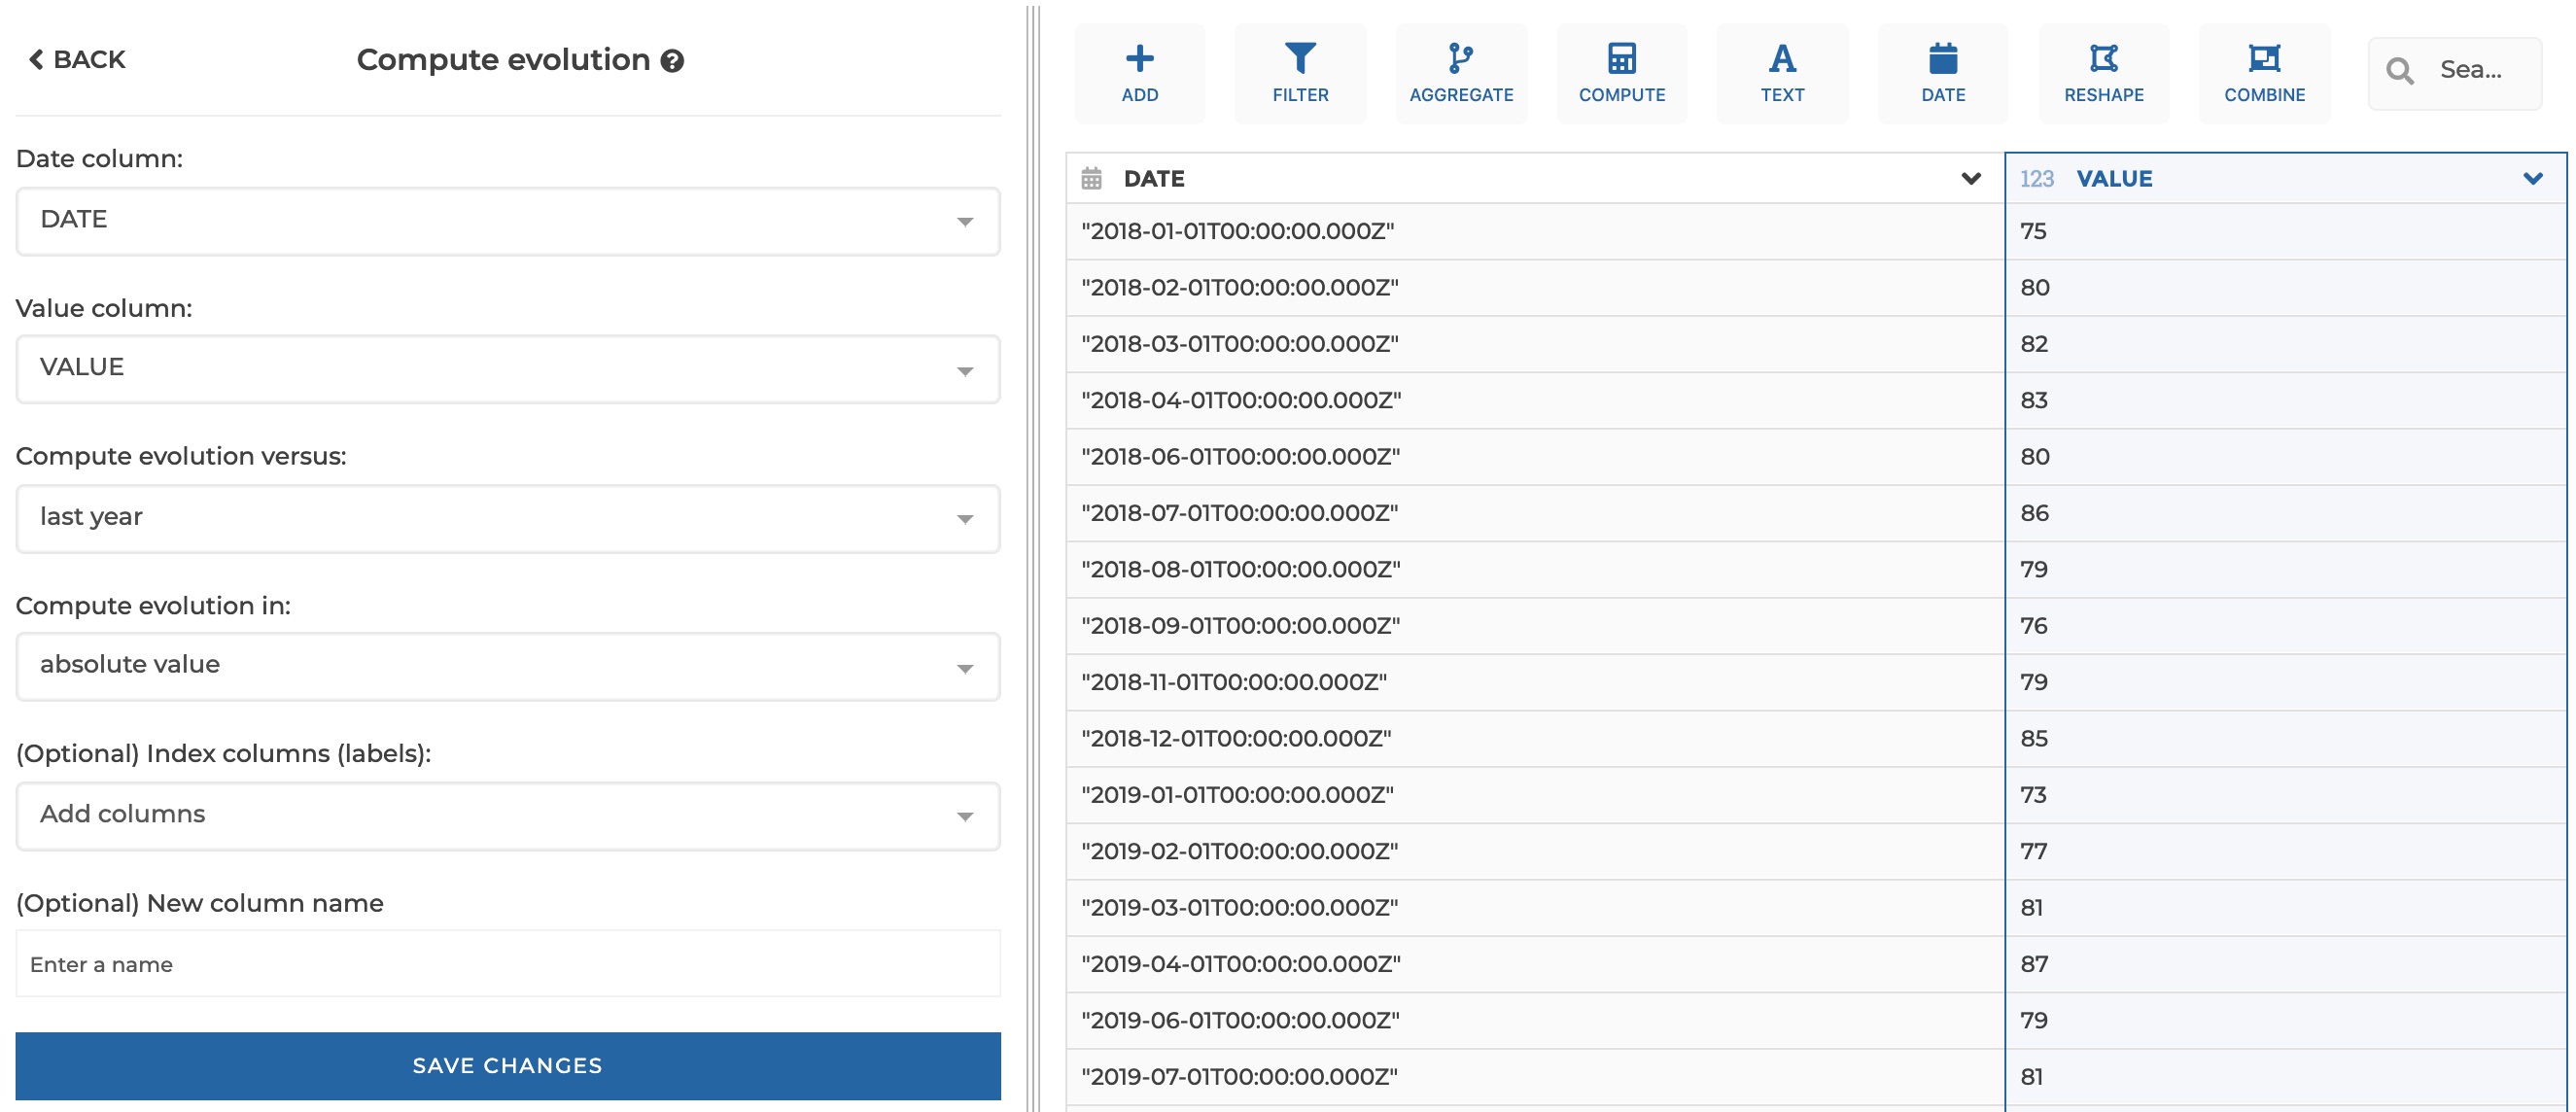 BACK
Compute evolution ?
Date column:
DATE
Value column:
VALUE
Compute evolution versus:
last year
Compute evolution in:
absolute value
(Optional) Index columns (labels):
Add columns
(Optional) New column name
Enter a name
SAVE CHANGES
ADD FILTER AGGREGATE COMPUTE TEXT DATE RESHAPE COMBINE Sea...
DATE 123 VALUE
"2018-01-01T00:00:00.000Z" 75
"2018-02-01T00:00:00.000Z" 80
"2018-03-01T00:00:00.000Z" 82
"2018-04-01T00:00:00.000Z" 83
"2018-06-01T00:00:00.000Z" 80
"2018-07-01T00:00:00.000Z" 86
"2018-08-01T00:00:00.000Z" 79
"2018-09-01T00:00:00.000Z" 76
"2018-11-01T00:00:00.000Z" 79
"2018-12-01T00:00:00.000Z" 85
"2019-01-01T00:00:00.000Z" 73
"2019-02-01T00:00:00.000Z" 77
"2019-03-01T00:00:00.000Z" 81
"2019-04-01T00:00:00.000Z" 87
"2019-06-01T00:00:00.000Z" 79
"2019-07-01T00:00:00.000Z" 81